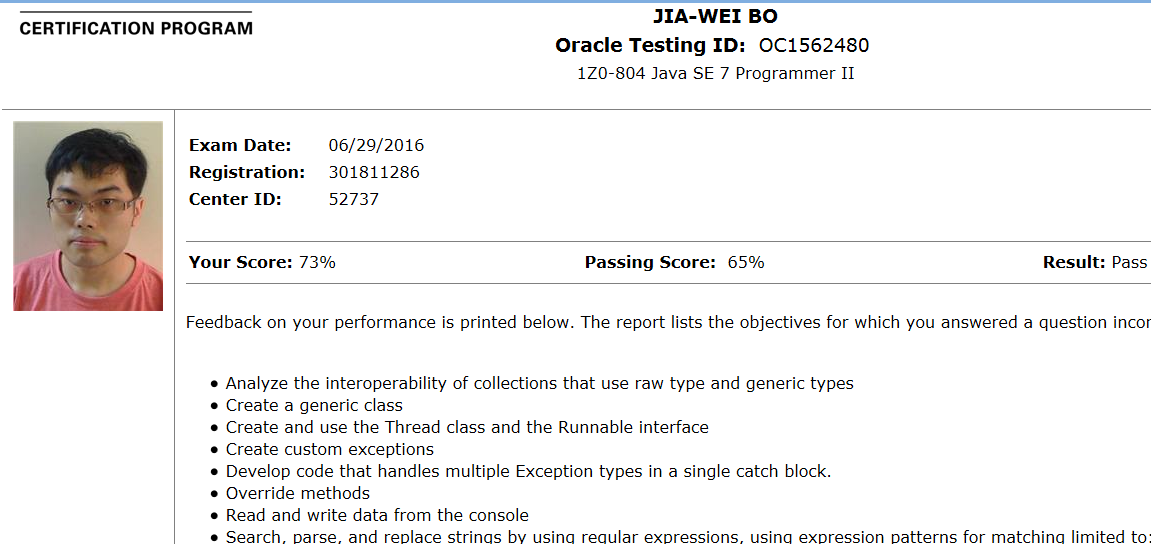 CERTIFICATION PROGRAM
JIA-WEI BO
Oracle Testing ID: OC1562480
1Z0-804 Java SE 7 Programmer II
Exam Date: 06/29/2016
Registration: 301811286
Center ID: 52737
Your Score: 73% Passing Score: 65% Result: Pass
Feedback on your performance is printed below. The report lists the objectives for which you answered a question incor
• Analyze the interoperability of collections that use raw type and generic types
• Create a generic class
• Create and use the Thread class and the Runnable interface
• Create custom exceptions
• Develop code that handles multiple Exception types in a single catch block.
• Override methods
• Read and write data from the console
• Search, parse, and replace strings by using regular expressions, using expression patterns for matching limited to: